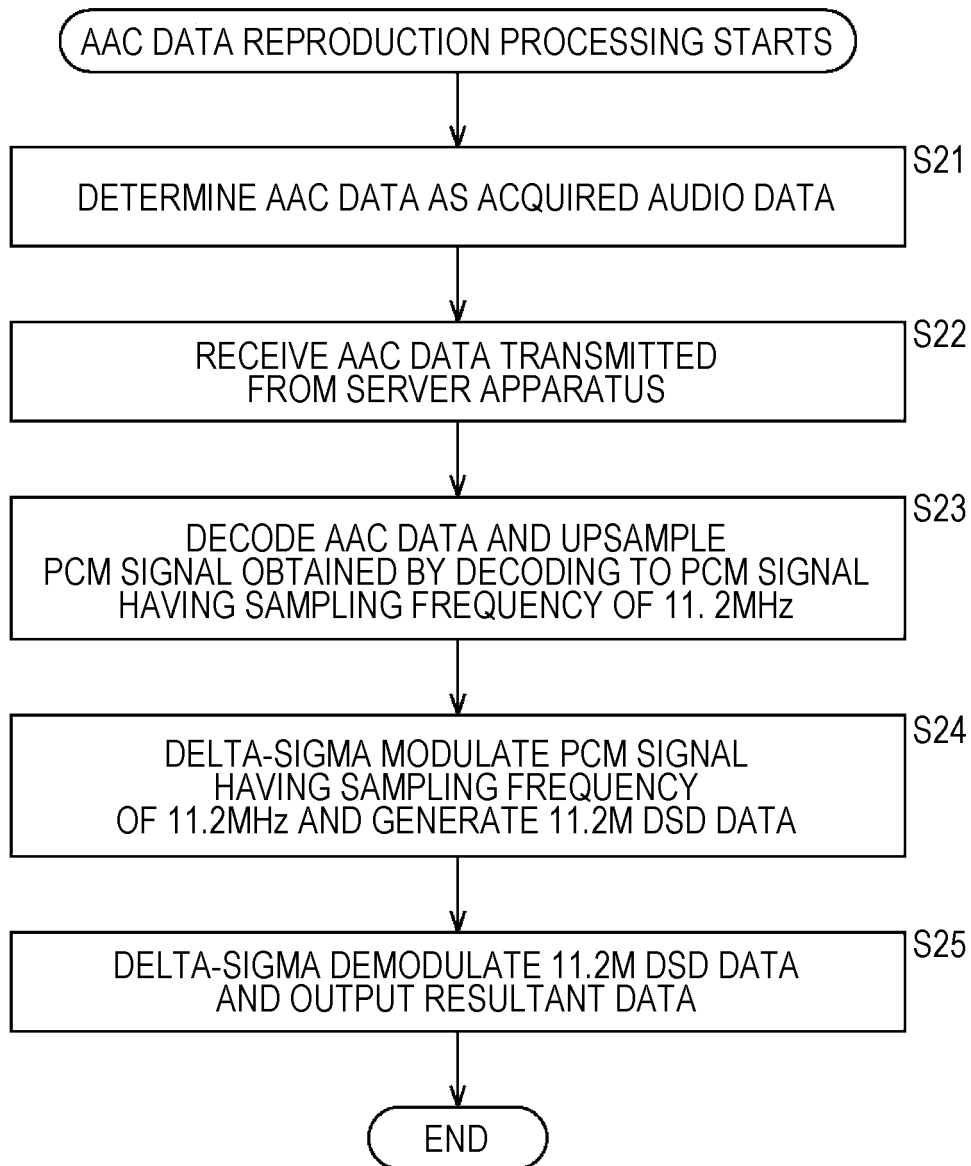 AAC DATA REPRODUCTION PROCESSING STARTS
S21
DETERMINE AAC DATA AS ACQUIRED AUDIO DATA
S22
RECEIVE AAC DATA TRANSMITTED
FROM SERVER APPARATUS
S23
DECODE AAC DATA AND UPSAMPLE
PCM SIGNAL OBTAINED BY DECODING TO PCM SIGNAL
HAVING SAMPLING FREQUENCY OF 11. 2MHz
S24
DELTA-SIGMA MODULATE PCM SIGNAL
HAVING SAMPLING FREQUENCY
OF 11.2MHz AND GENERATE 11.2M DSD DATA
S25
DELTA-SIGMA DEMODULATE 11.2M DSD DATA
AND OUTPUT RESULTANT DATA
END